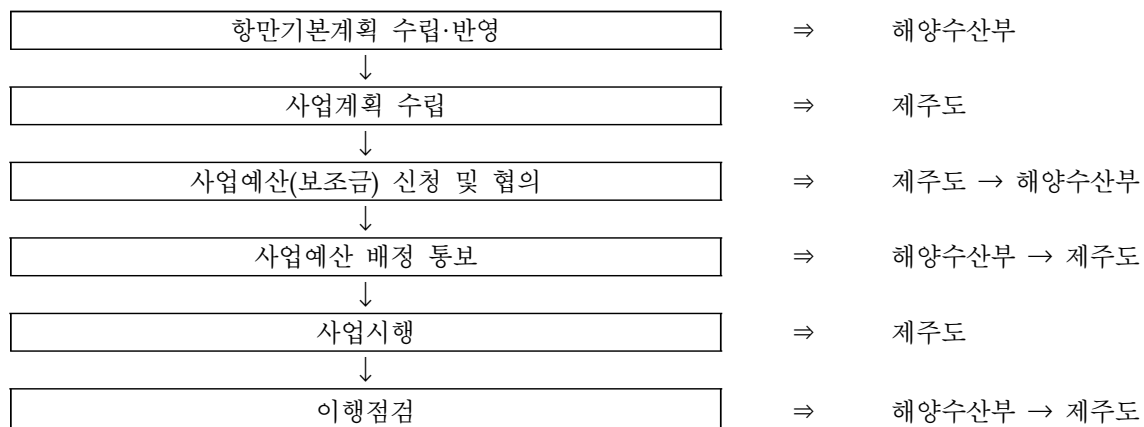 항만기본계획 수립·반영 ⇒ 해양수산부
↓
사업계획 수립 ⇒ 제주도
↓
사업예산(보조금) 신청 및 협의 ⇒ 제주도 → 해양수산부
↓
사업예산 배정 통보 ⇒ 해양수산부 → 제주도
↓
사업시행 ⇒ 제주도
↓
이행점검 ⇒ 해양수산부 → 제주도